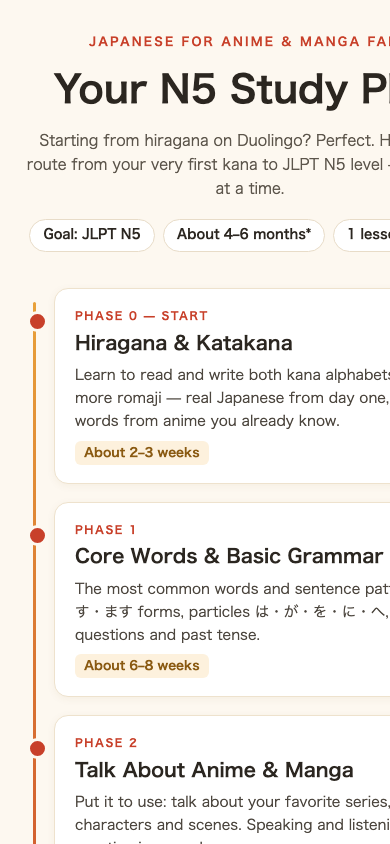 JAPANESE FOR ANIME & MANGA
Your N5 Study
Starting from hiragana on Duolingo? Perfect.
route from your very first kana to JLPT N5 level
at a time.
Goal: JLPT N5
About 4–6 months*
1
PHASE 0 — START
Hiragana & Katakana
Learn to read and write both kana
more romaji — real Japanese from day one,
words from anime you already know.
About 2–3 weeks
PHASE 1
Core Words & Basic Grammar
The most common words and sentence
す・ます forms, particles は・が・を・に・へ,
questions and past tense.
About 6–8 weeks
PHASE 2
Talk About Anime & Manga
Put it to use: talk about your favorite series,
characters and scenes. Speaking and